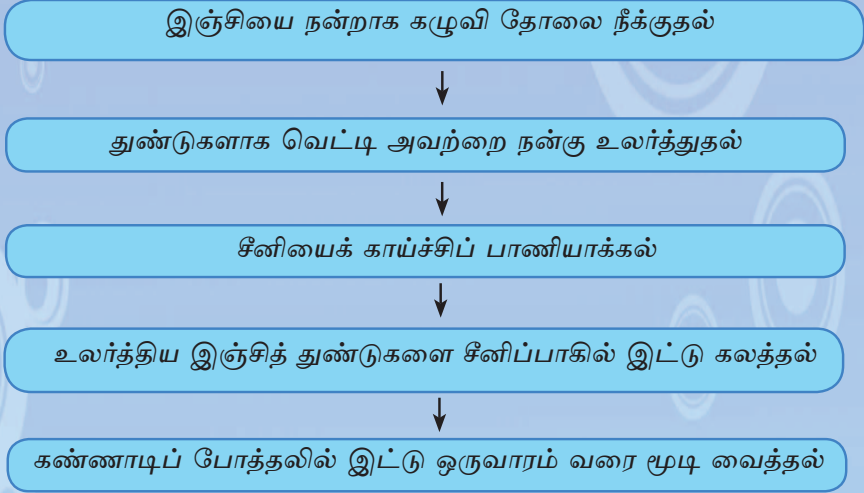 இஞ்சியை நன்றாக கழுவி தோலை நீக்குதல்
துண்டுகளாக வெட்டி அவற்றை நன்கு உலர்த்துதல்
சீனியைக் காய்ச்சிப் பாணியாக்கல்
உலர்த்திய இஞ்சித் துண்டுகளை சீனிப்பாகில் இட்டு கலத்தல்
கண்ணாடிப் போத்தலில் இட்டு ஒருவாரம் வரை மூடி வைத்தல்